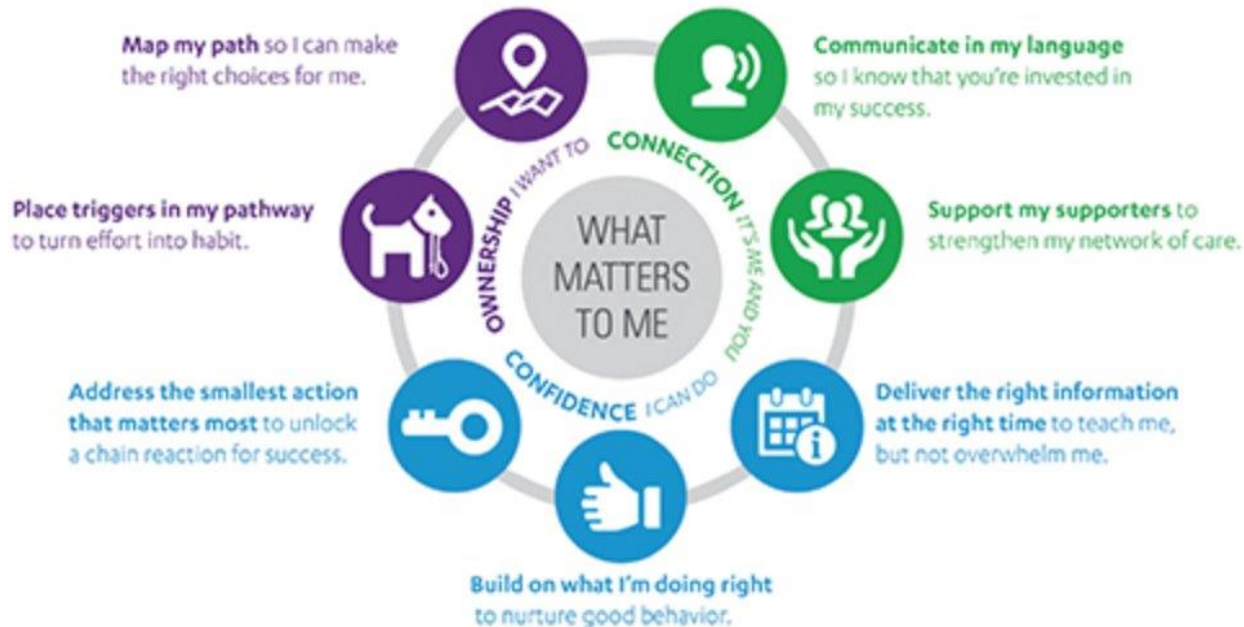 Map my path so I can make
the right choices for me.
Communicate in my language
so I know that you're invested in
my success.
Place triggers in my pathway
to turn effort into habit.
Support my supporters to
strengthen my network of care.
OWNERSHIP I WANT TO
CONNECTION IT'S ME AND YOU
CONFIDENCE I CAN DO
WHAT
MATTERS
TO ME
Address the smallest action
that matters most to unlock
a chain reaction for success.
Deliver the right information
at the right time to teach me,
but not overwhelm me.
i
Build on what I'm doing right
to nurture good behavior.